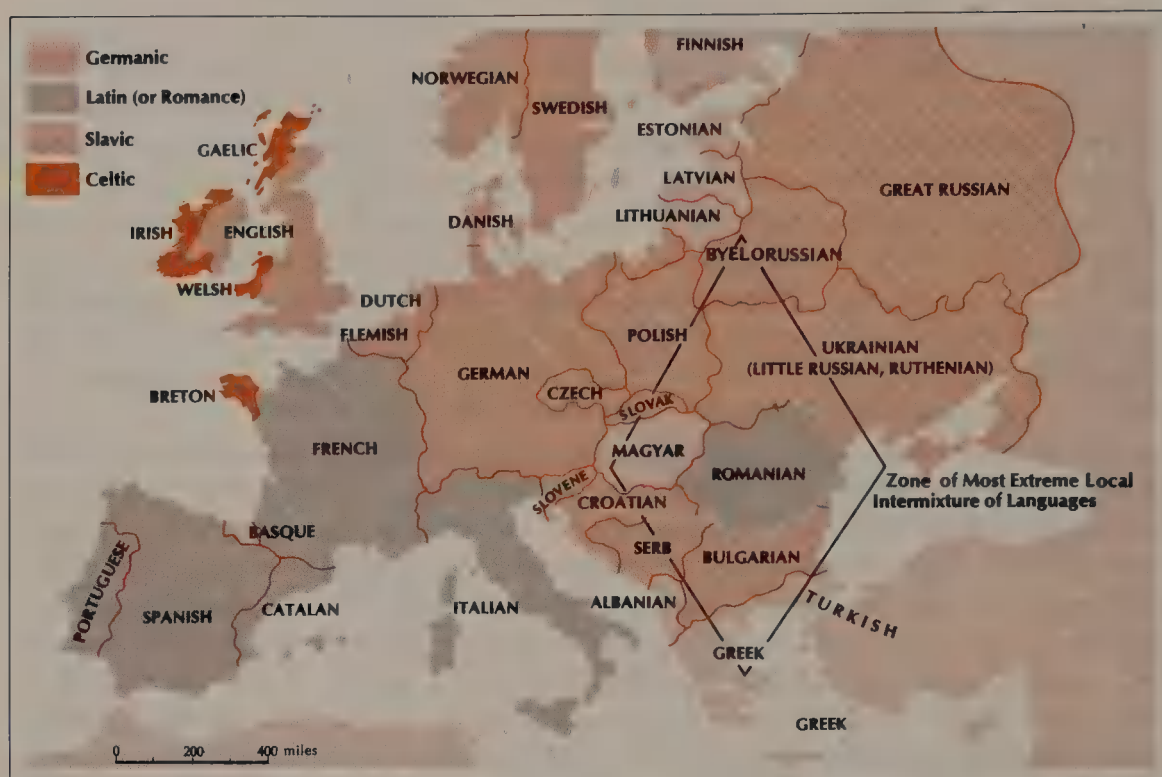 Germanic
Latin (or Romance)
Slavic
Celtic
FINNISH
NORWEGIAN
SWEDISH
ESTONIAN
GAELIC
LATVIAN
GREAT RUSSIAN
LITHUANIAN
DANISH
IRISH
ENGLISH
BYELORUSSIAN
WELSH
DUTCH
FLEMISH
POLISH
UKRAINIAN
(LITTLE RUSSIAN, RUTHENIAN)
GERMAN
CZECH
BRETON
SLOVAK
FRENCH
MAGYAR
ROMANIAN
SLOVENE
Zone of Most Extreme Local
Intermixture of Languages
CROATIAN
BASQUE
SERB
BULGARIAN
PORTUGUESE
SPANISH
CATALAN
ITALIAN
ALBANIAN
TURKISH
GREEK
GREEK
0 200 400 miles